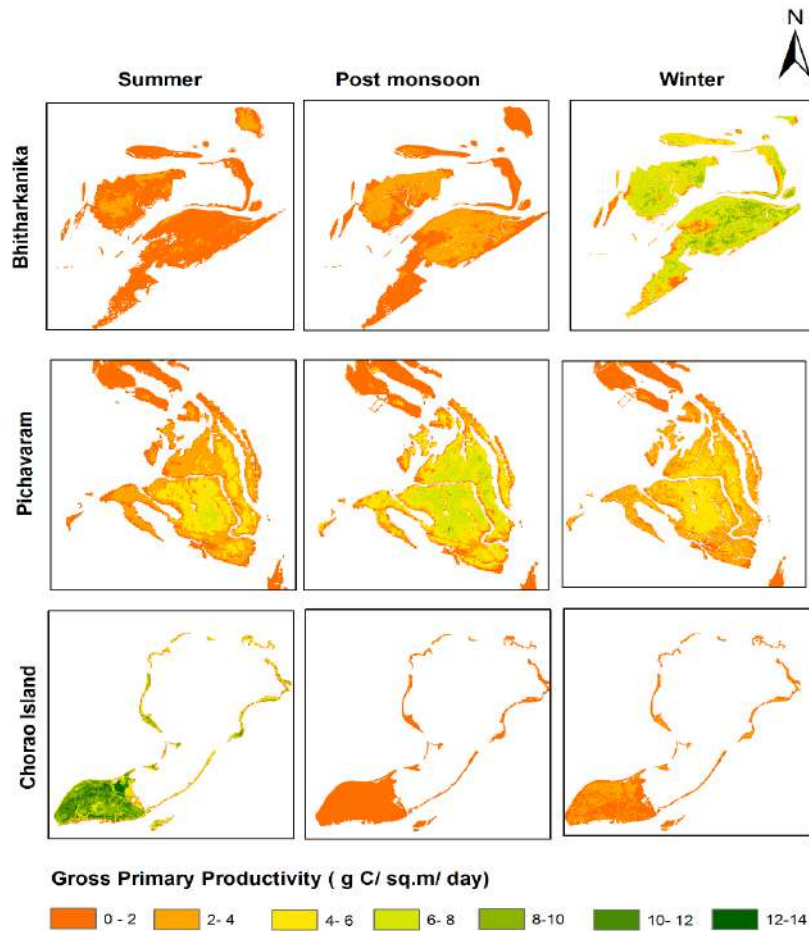 N
Summer Post monsoon Winter
Bhitharkanika
Pichavaram
Chorao Island
Gross Primary Productivity ( g C/ sq.m/ day)
0 - 2 2- 4 4- 6 6- 8 8-10 10- 12 12-14